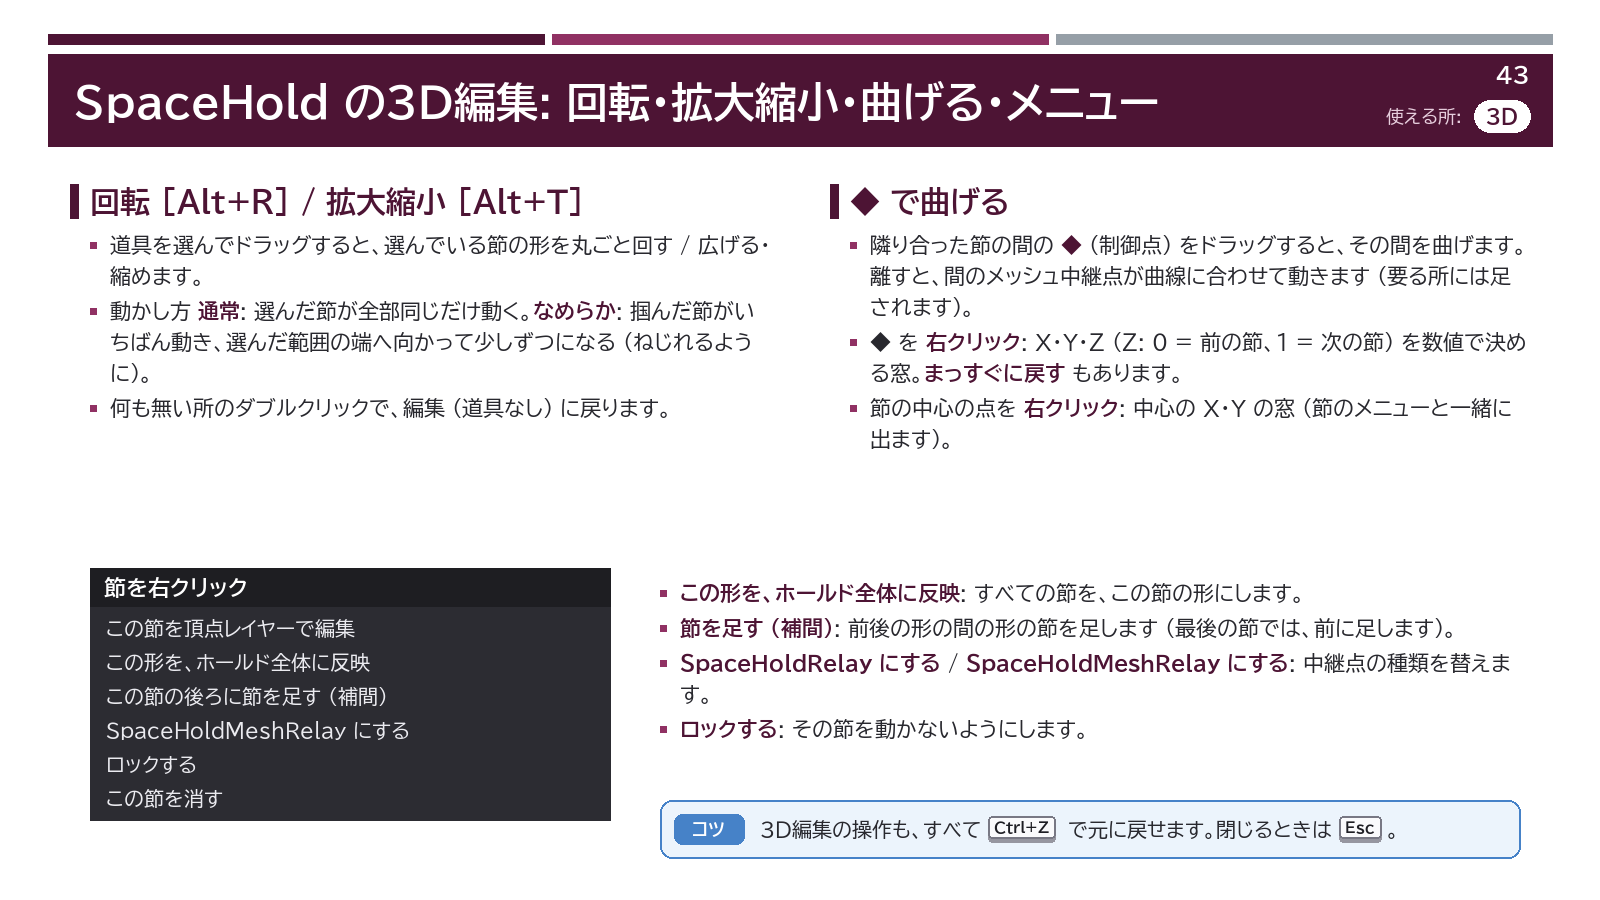 SpaceHold の3D編集: 回転・拡大縮小・曲げる・メニュー
43
使える所: 3D
回転 [Alt+R] / 拡大縮小 [Alt+T]
▪ 道具を選んでドラッグすると、選んでいる節の形を丸ごと回す / 広げる・
縮めます。
▪ 動かし方 通常: 選んだ節が全部同じだけ動く。なめらか: 掴んだ節がい
ちばん動き、選んだ範囲の端へ向かって少しずつになる (ねじれるよう
に)。
▪ 何も無い所のダブルクリックで、編集 (道具なし) に戻ります。
◆ で曲げる
▪ 隣り合った節の間の ◆ (制御点) をドラッグすると、その間を曲げます。
離すと、間のメッシュ中継点が曲線に合わせて動きます (要る所には足
されます)。
▪ ◆ を 右クリック: X・Y・Z (Z: 0 = 前の節、1 = 次の節) を数値で決め
る窓。まっすぐに戻す もあります。
▪ 節の中心の点を 右クリック: 中心の X・Y の窓 (節のメニューと一緒に
出ます)。
節を右クリック
この節を頂点レイヤーで編集
この形を、ホールド全体に反映
この節の後ろに節を足す (補間)
SpaceHoldMeshRelay にする
ロックする
この節を消す
▪ この形を、ホールド全体に反映: すべての節を、この節の形にします。
▪ 節を足す (補間): 前後の形の間の形の節を足します (最後の節では、前に足します)。
▪ SpaceHoldRelay にする / SpaceHoldMeshRelay にする: 中継点の種類を替えま
す。
▪ ロックする: その節を動かないようにします。
コツ 3D編集の操作も、すべて Ctrl+Z で元に戻せます。閉じるときは Esc 。